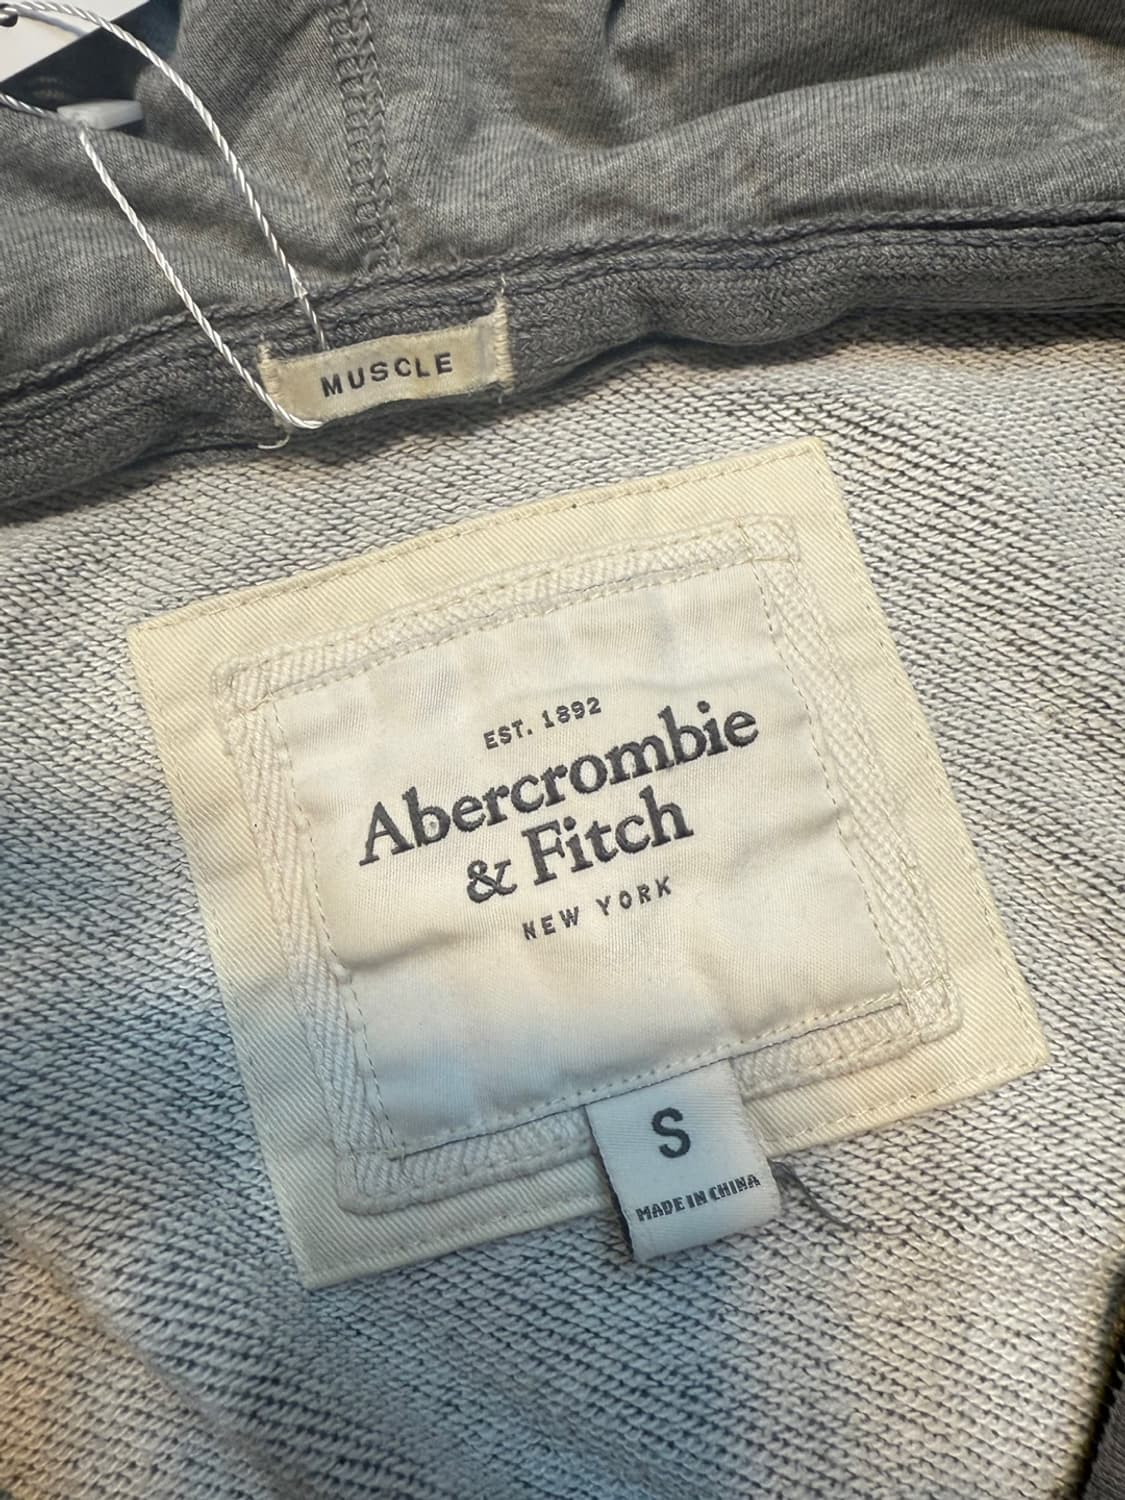 MUSCLE
EST. 1892
Abercrombie
& Fitch
NEW YORK
S
MADE IN CHINA